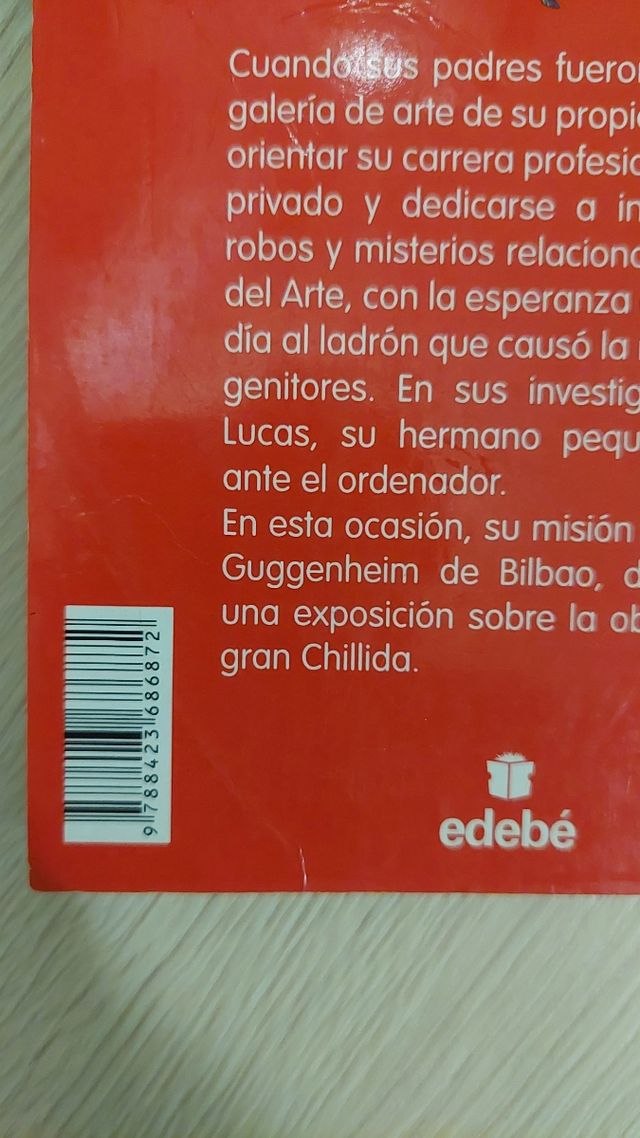 Cuando sus padres fuero
galería de arte de su propi
orientar su carrera profesio
privado y dedicarse a in
robos y misterios relaciona
del Arte, con la esperanza
día al ladrón que causó la
genitores. En sus investig
Lucas, su hermano pequ
ante el ordenador.
En esta ocasión, su misión
Guggenheim de Bilbao, d
una exposición sobre la ob
gran Chillida.
9 788423 686872
edebé